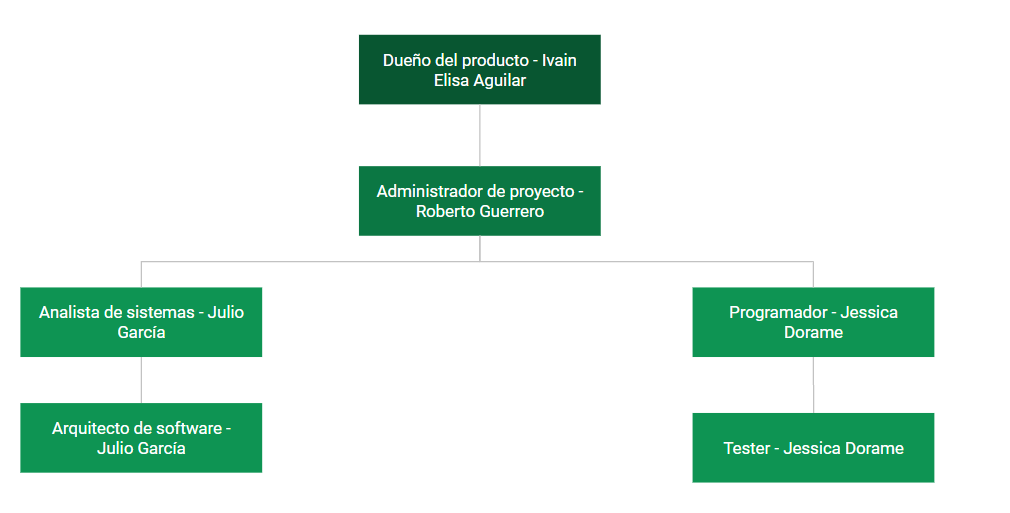 Dueño del producto - Ivain
Elisa Aguilar
Administrador de proyecto -
Roberto Guerrero
Analista de sistemas - Julio
García
Programador - Jessica
Dorame
Arquitecto de software -
Julio García
Tester - Jessica Dorame